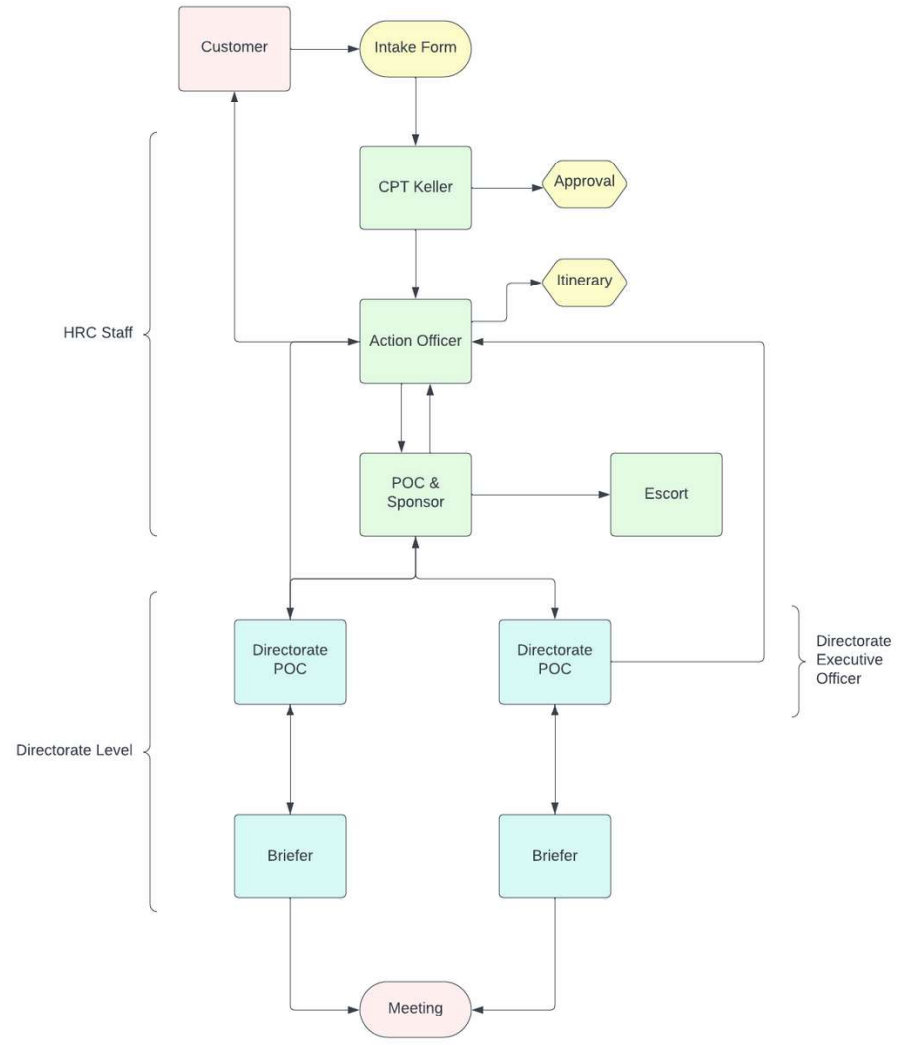 Customer
Intake Form
CPT Keller
Approval
Itinerary
HRC Staff
Action Officer
POC &
Sponsor
Escort
Directorate
POC
Directorate
POC
Directorate
Executive
Officer
Directorate Level
Briefer
Briefer
Meeting